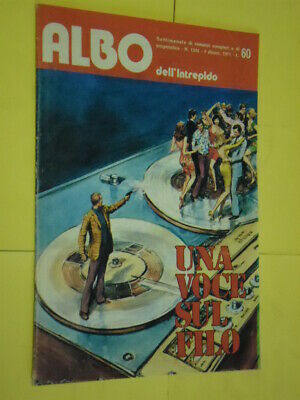 ALBO
dell'Intrepido
Settimanale di romanzi completi e di
60
UNA
VOCE
SUL
FILO